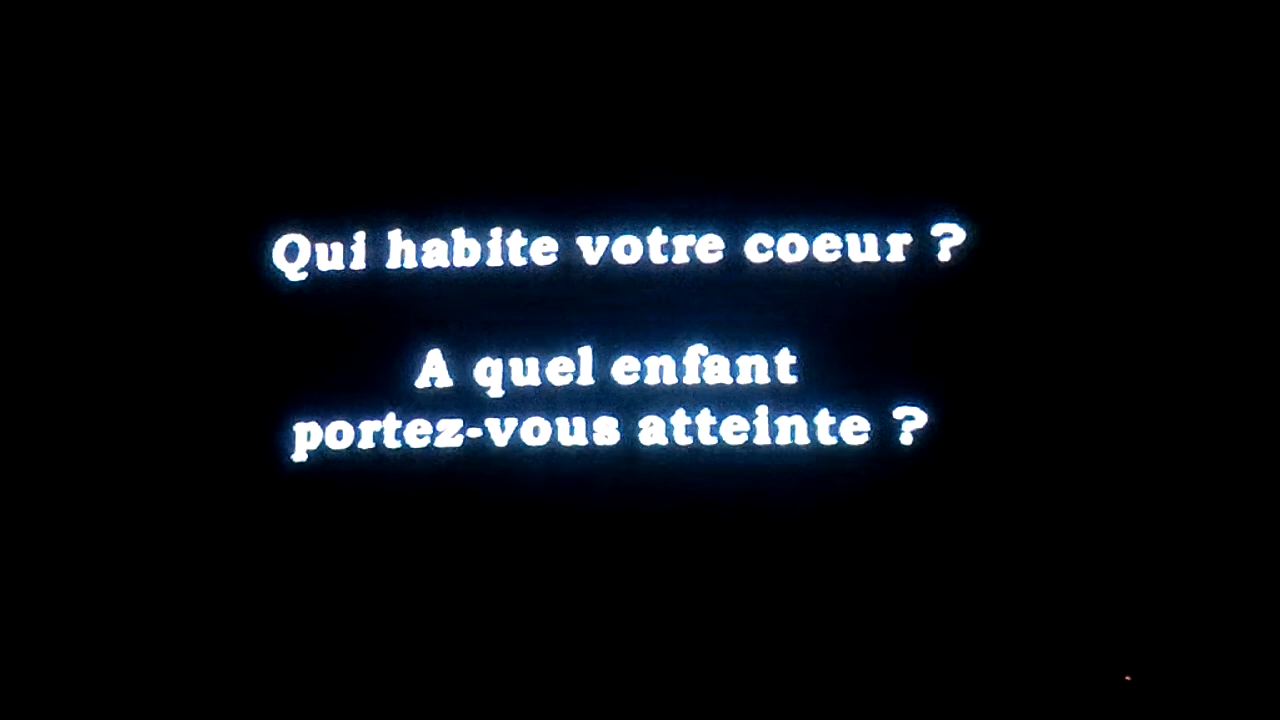 Qui habite votre coeur ?
A quel enfant
portez-vous atteinte ?